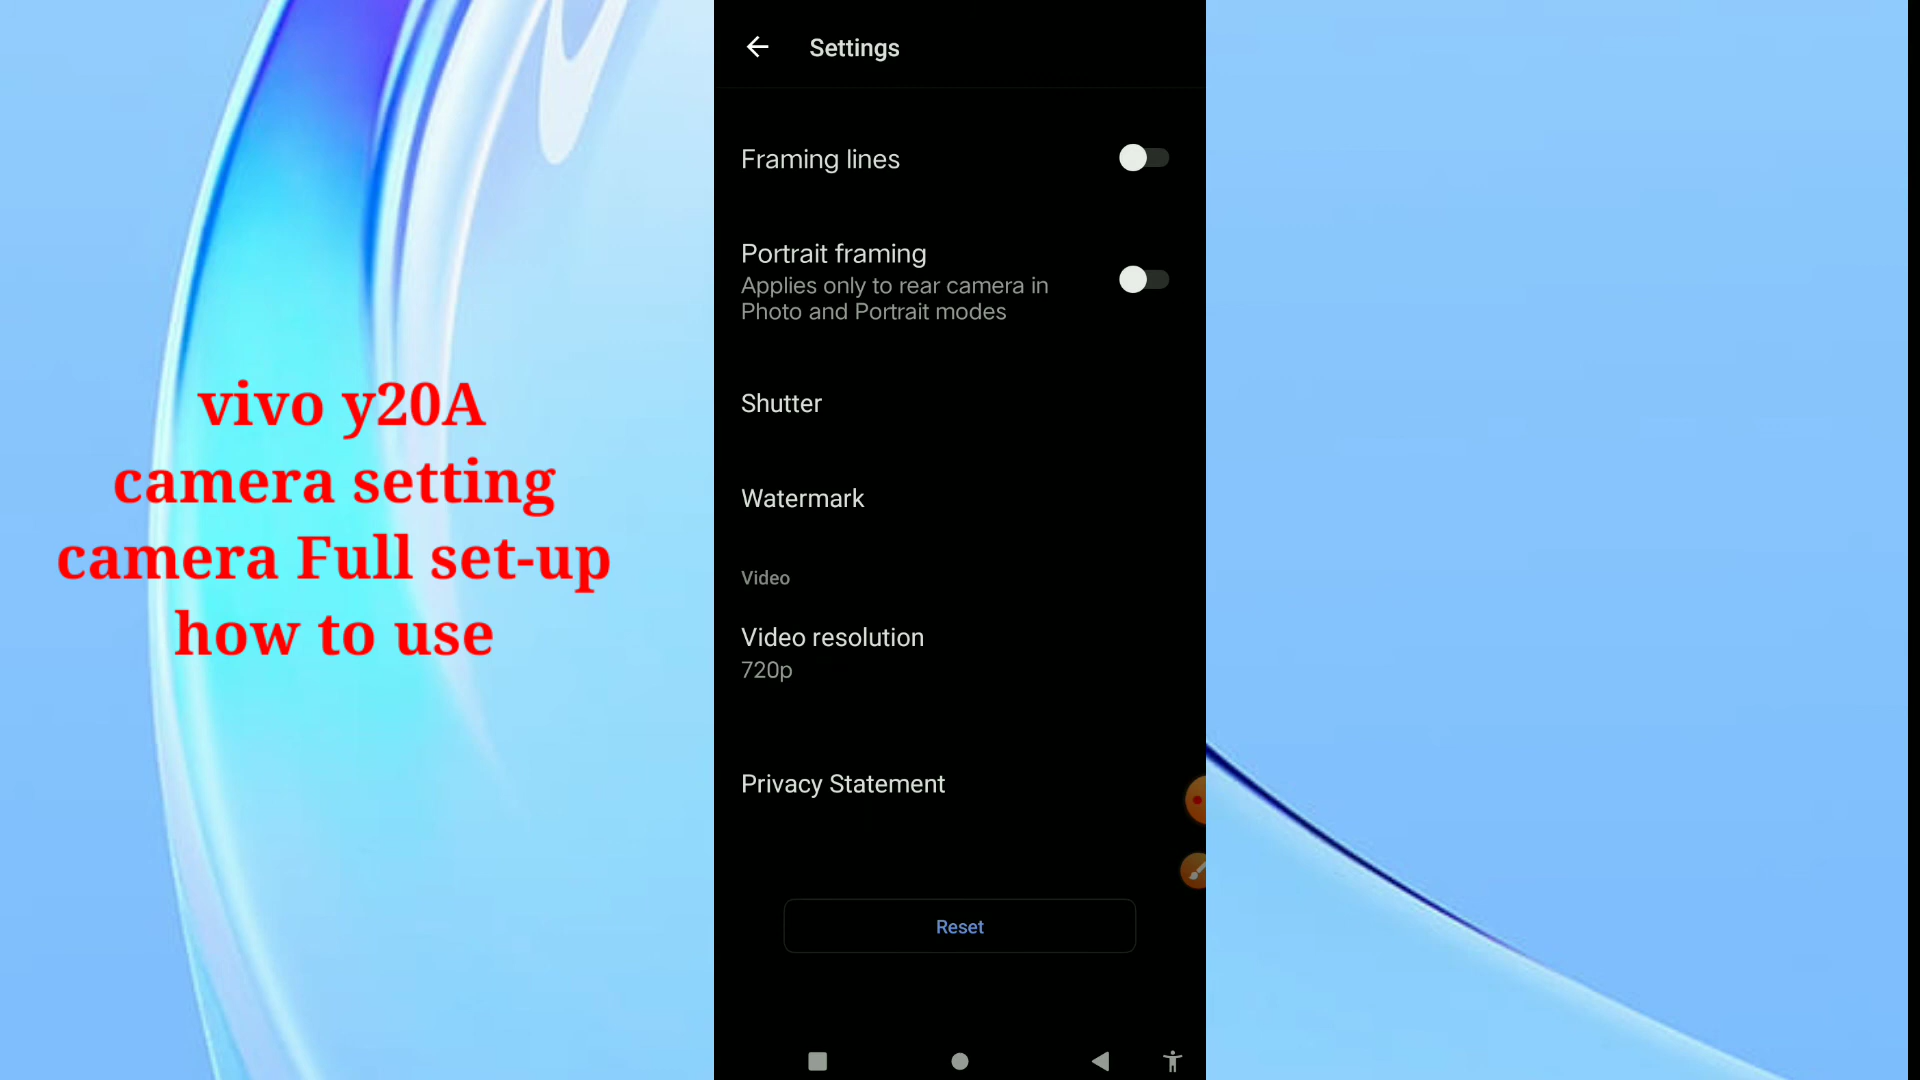 vivo y20A
camera setting
camera Full set-up
how to use
Settings
Framing lines
Portrait framing
Applies only to rear camera in
Photo and Portrait modes
Shutter
Watermark
Video
Video resolution
720p
Privacy Statement
Reset